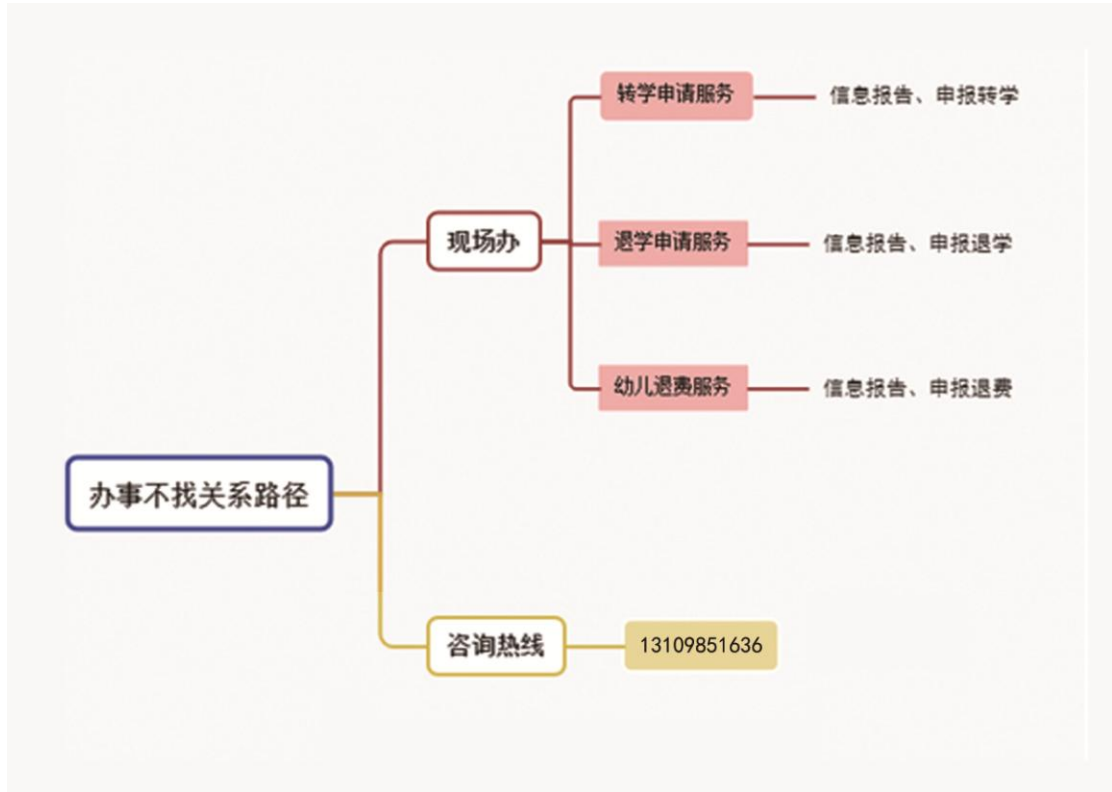 转学申请服务
信息报告、申报转学
现场办
退学申请服务
信息报告、申报退学
幼儿退费服务
信息报告、申报退费
办事不找关系路径
咨询热线
13109851636